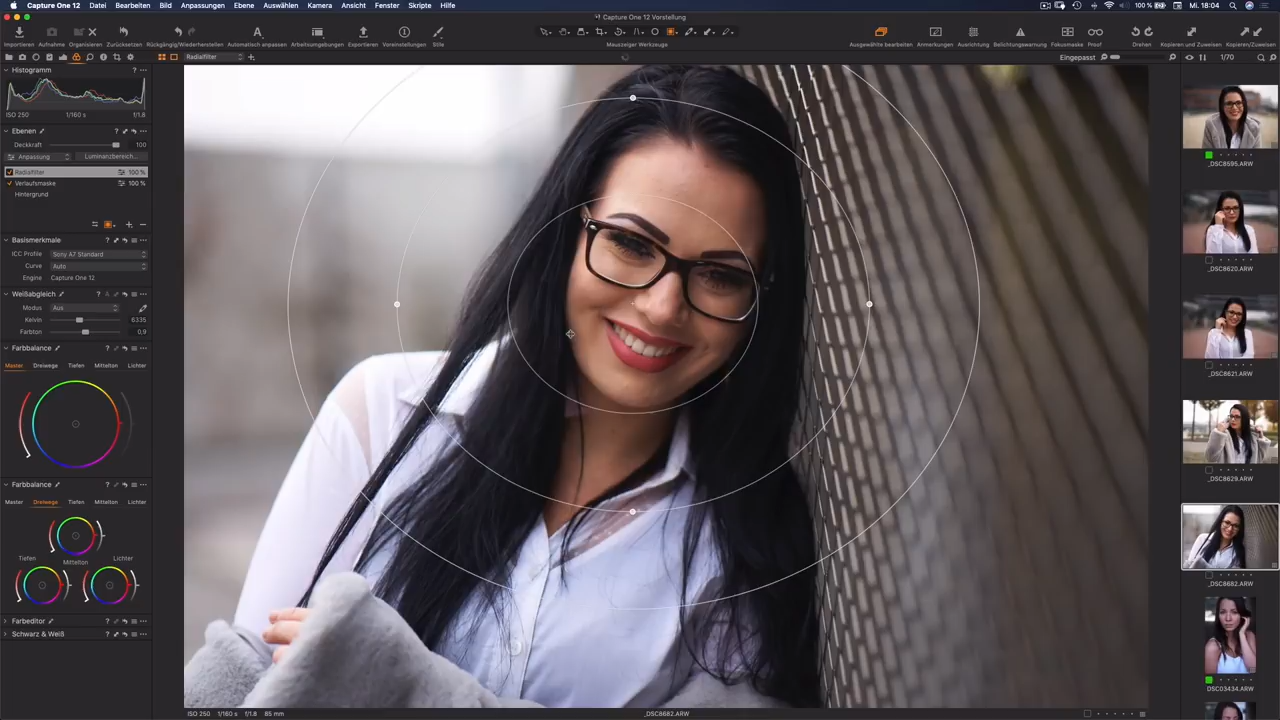 Capture One 12 Datei Bearbeiten Bild Anpassungen Ebene Auswählen Kamera Ansicht Fenster Skripte Hilfe 100 % Mi. 18:04
Capture One 12 Vorstellung
Importieren Aufnahme Organisieren Zurücksetzen Rückgängig/Wiederherstellen Automatisch anpassen Arbeitsumgebungen Exportieren Voreinstellungen Stile Mauszeiger Werkzeuge Ausgewählte bearbeiten Anmerkungen Ausrichtung Belichtungswarnung Fokusmaske Proof Drehen Kopieren und Zuweisen Kopieren/Zuweisen
Radialfilter Eingepasst 1/70
Histogramm
ISO 250 1/160 s f/1.8
Ebenen
Deckkraft 100
Anpassung Luminanzbereich...
Radialfilter 100 %
Verlaufsmaske 100 %
Hintergrund
Basismerkmale
ICC Profile Sony A7 Standard
Curve Auto
Engine Capture One 12
Weißabgleich
Modus Aus
Kelvin 6335
Farbton 0,9
Farbbalance
Master Dreiwege Tiefen Mittelton Lichter
Farbbalance
Master Dreiwege Tiefen Mittelton Lichter
Tiefen Mittelton Lichter
Farbeditor
Schwarz & Weiß
_DSC8595.ARW
_DSC8620.ARW
_DSC8621.ARW
_DSC8629.ARW
_DSC8682.ARW
DSC03434.ARW
ISO 250 1/160 s f/1.8 85 mm _DSC8682.ARW